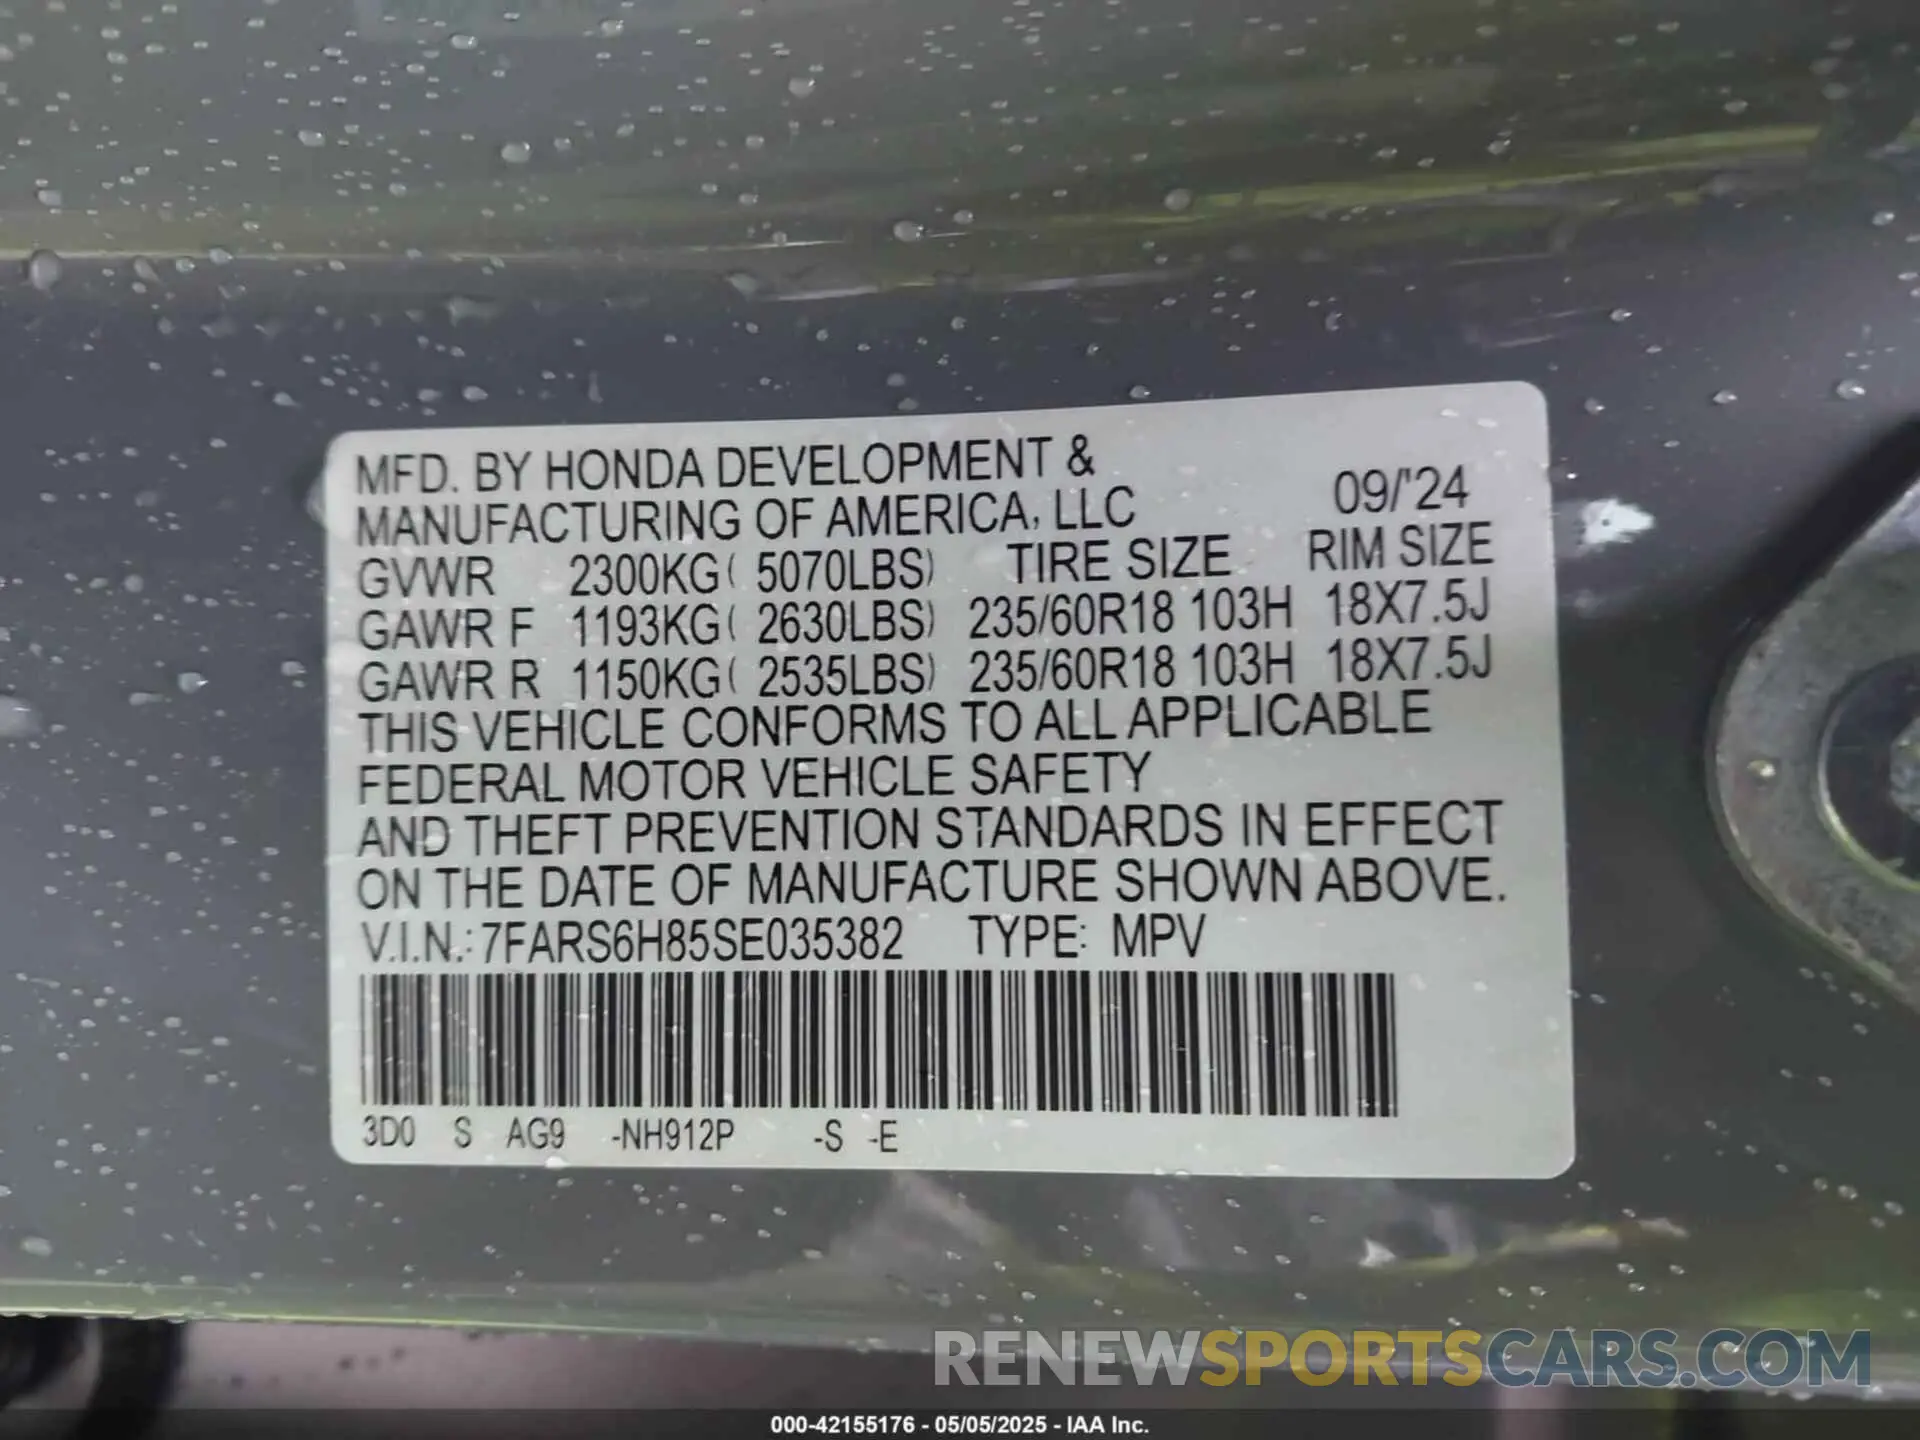 MFD. BY HONDA DEVELOPMENT &
MANUFACTURING OF AMERICA, LLC 09/'24
GVWR 2300KG( 5070LBS) TIRE SIZE RIM SIZE
GAWR F 1193KG( 2630LBS) 235/60R18 103H 18X7.5J
GAWR R 1150KG( 2535LBS) 235/60R18 103H 18X7.5J
THIS VEHICLE CONFORMS TO ALL APPLICABLE
FEDERAL MOTOR VEHICLE SAFETY
AND THEFT PREVENTION STANDARDS IN EFFECT
ON THE DATE OF MANUFACTURE SHOWN ABOVE.
V.I.N.: 7FARS6H85SE035382 TYPE: MPV
3D0 S AG9 -NH912P -S -E
RENEWSPORTSCARS.COM
000-42155176 - 05/05/2025 - IAA Inc.